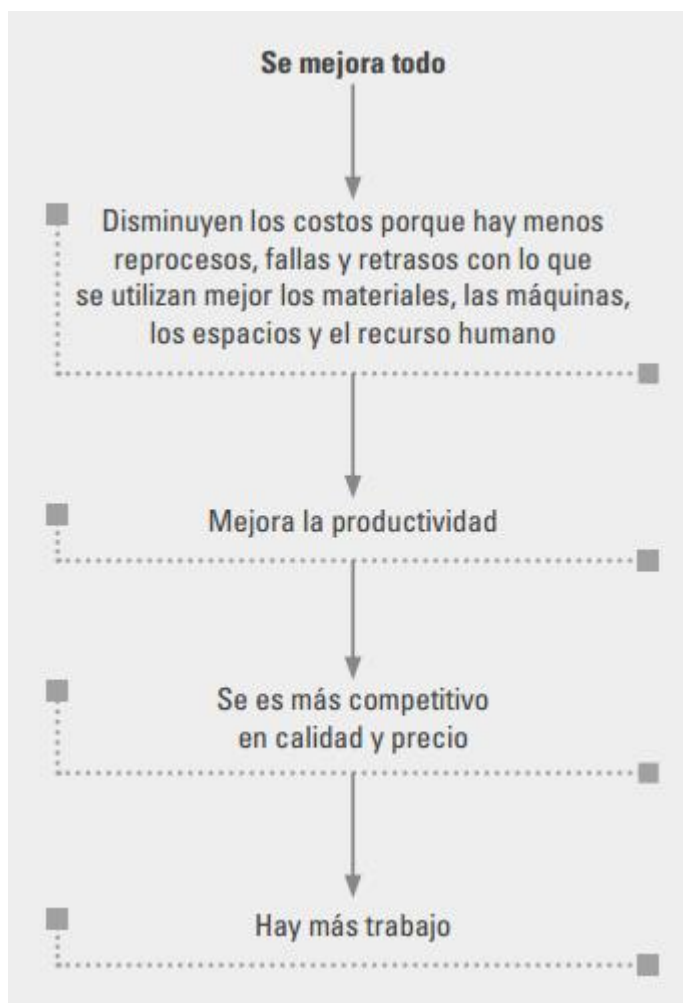 Se mejora todo
Disminuyen los costos porque hay menos
reprocesos, fallas y retrasos con lo que
se utilizan mejor los materiales, las máquinas,
los espacios y el recurso humano
Mejora la productividad
Se es más competitivo
en calidad y precio
Hay más trabajo